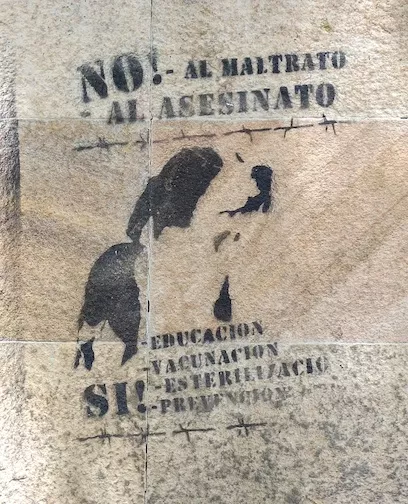 NO! - AL MALTRATO
- AL ASESINATO
-EDUCACION
-VACUNACION
-ESTERILIZACIO
SI! -PREVENCION